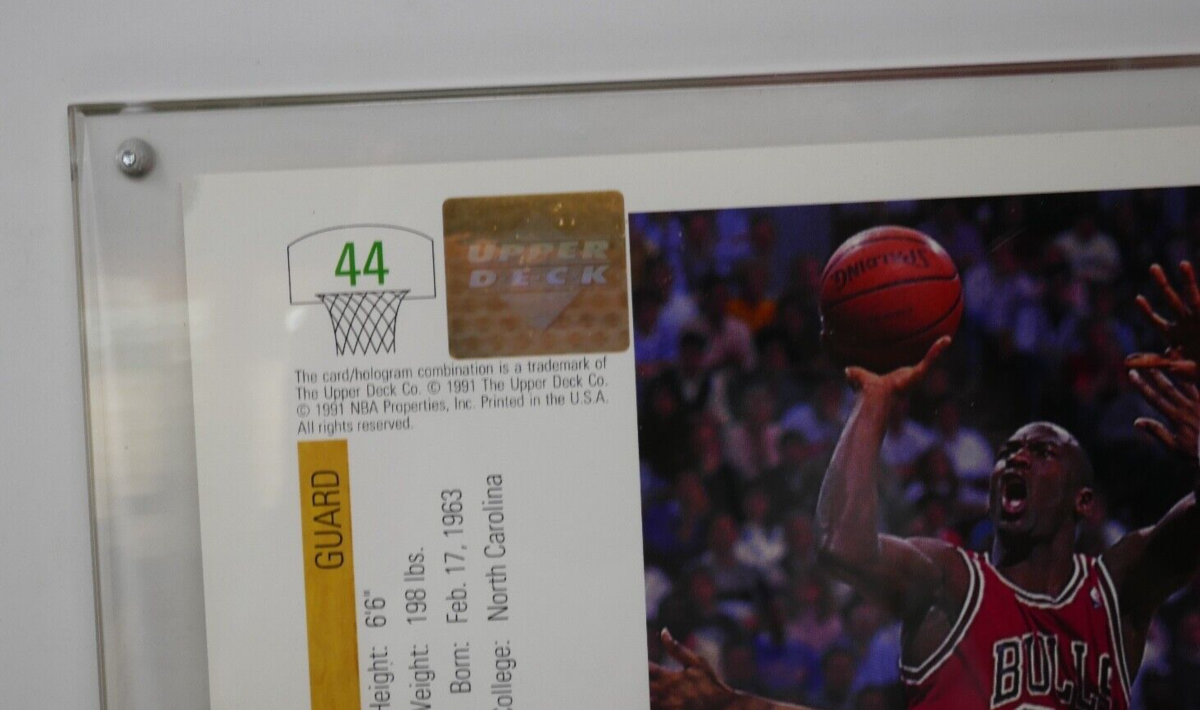 44
UPPER
DECK
SPALDING
The card/hologram combination is a trademark of
The Upper Deck Co. © 1991 The Upper Deck Co.
© 1991 NBA Properties, Inc. Printed in the U.S.A.
All rights reserved.
GUARD
Height: 6'6"
Weight: 198 lbs.
Born: Feb. 17, 1963
College: North Carolina
BULLS